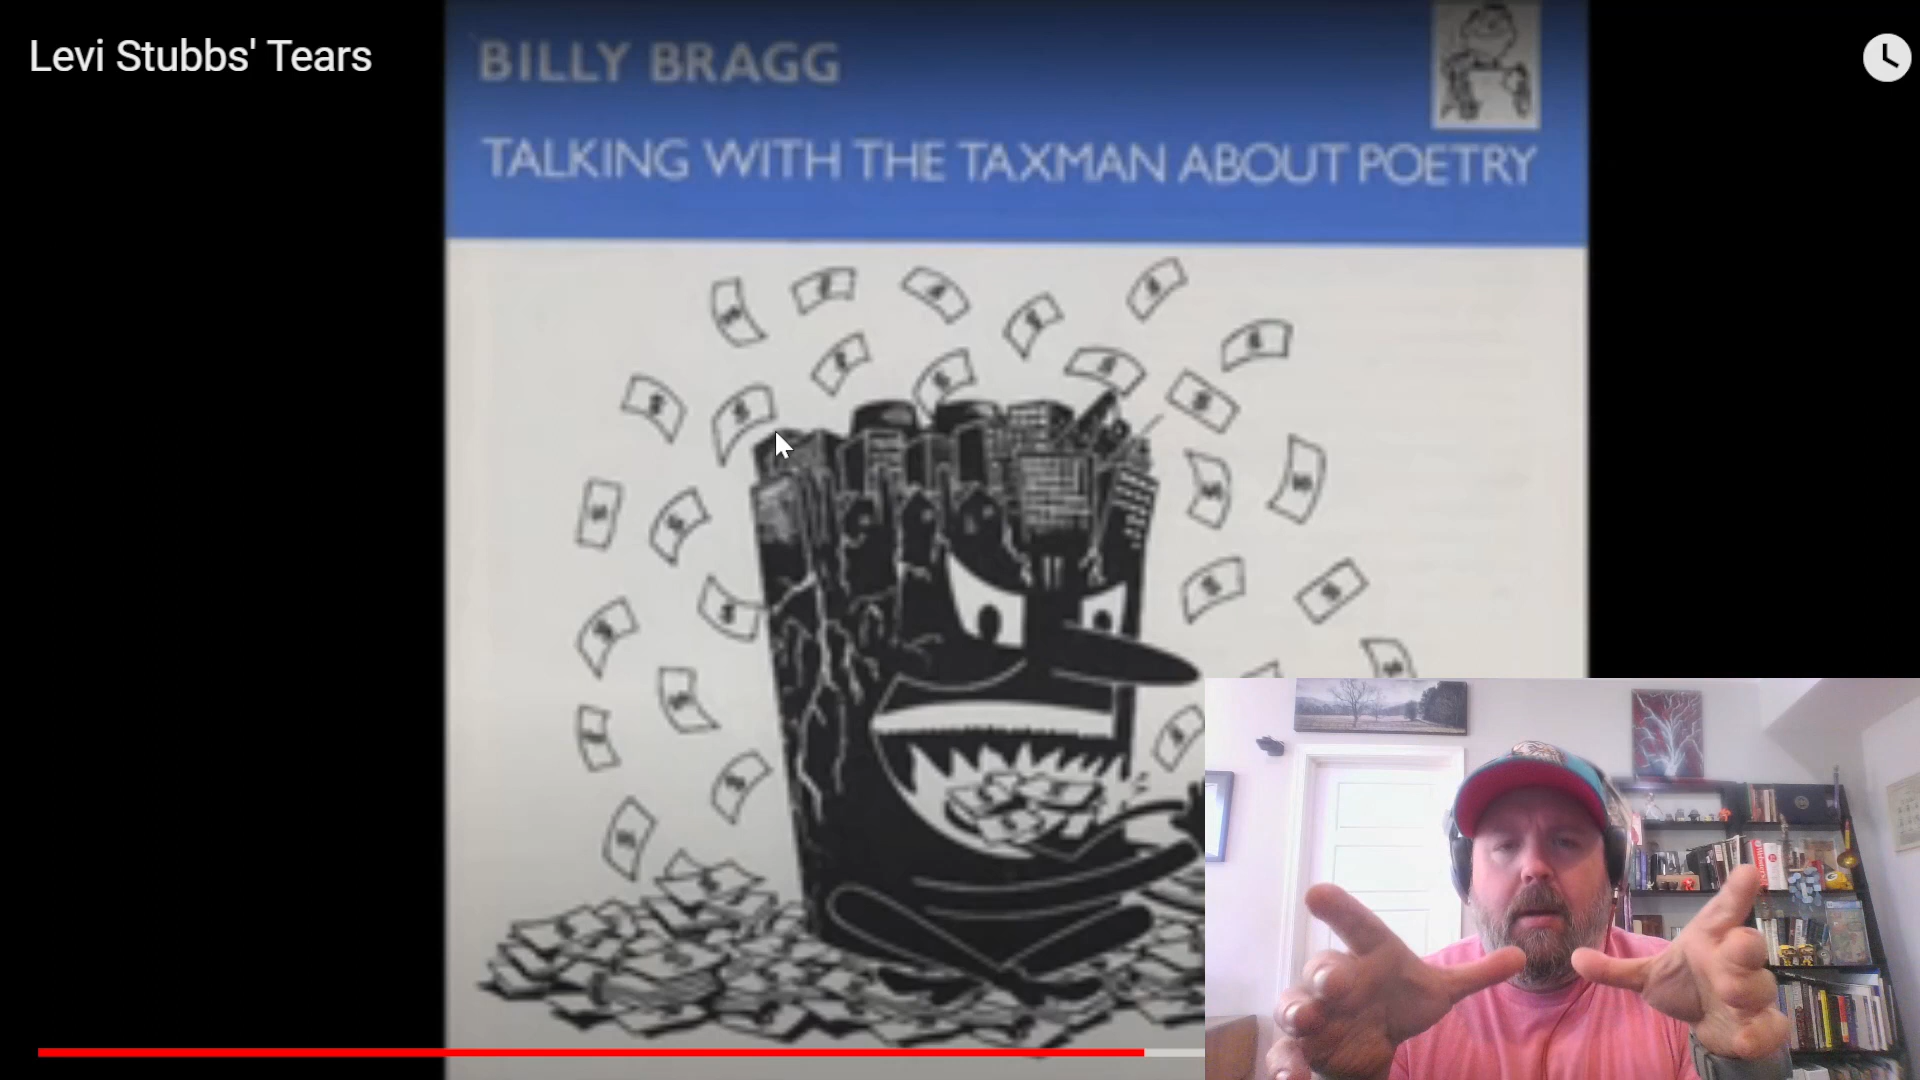 Levi Stubbs' Tears
BILLY BRAGG
TALKING WITH THE TAXMAN ABOUT POETRY